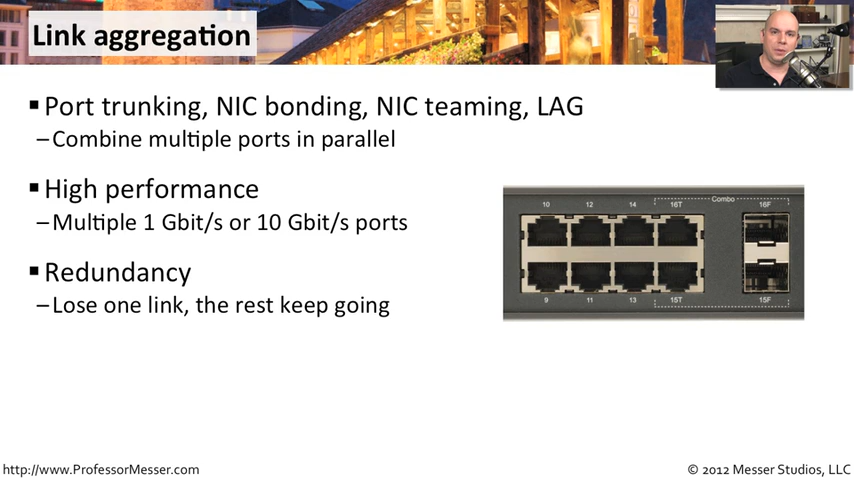 Link aggregation
▪Port trunking, NIC bonding, NIC teaming, LAG
–Combine multiple ports in parallel
▪High performance
–Multiple 1 Gbit/s or 10 Gbit/s ports
▪Redundancy
–Lose one link, the rest keep going
10 12 14 16T Combo 16F
9 11 13 15T 15F
http://www.ProfessorMesser.com
© 2012 Messer Studios, LLC